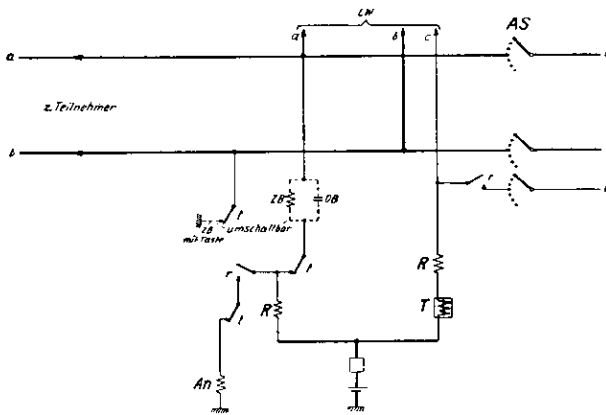 LW
AS
a b c
a
z. Teilnehmer
b
ZB
OB
r
t
umschaltbar
ZB
mit Taste
t
r
R
R
t
T
An